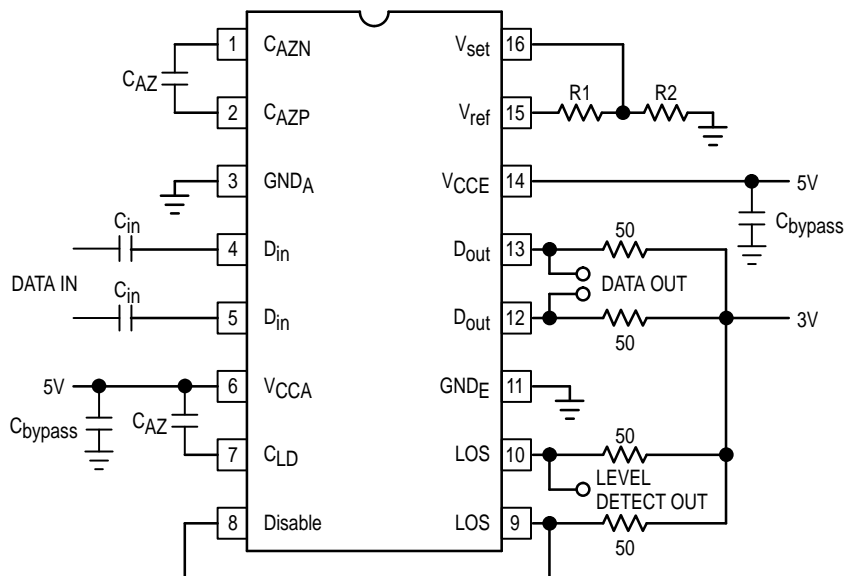 1 CAZN
CAZ
2 CAZP
3 GNDA
Cin
4 Din
DATA IN
Cin
5 Din
5V
6 VCCA
Cbypass
CAZ
7 CLD
8 Disable
Vset 16
R1 R2
Vref 15
VCCE 14
5V
Cbypass
50
Dout 13
DATA OUT
Dout 12
3V
50
GNDE 11
50
LOS 10
LEVEL
DETECT OUT
LOS 9
50